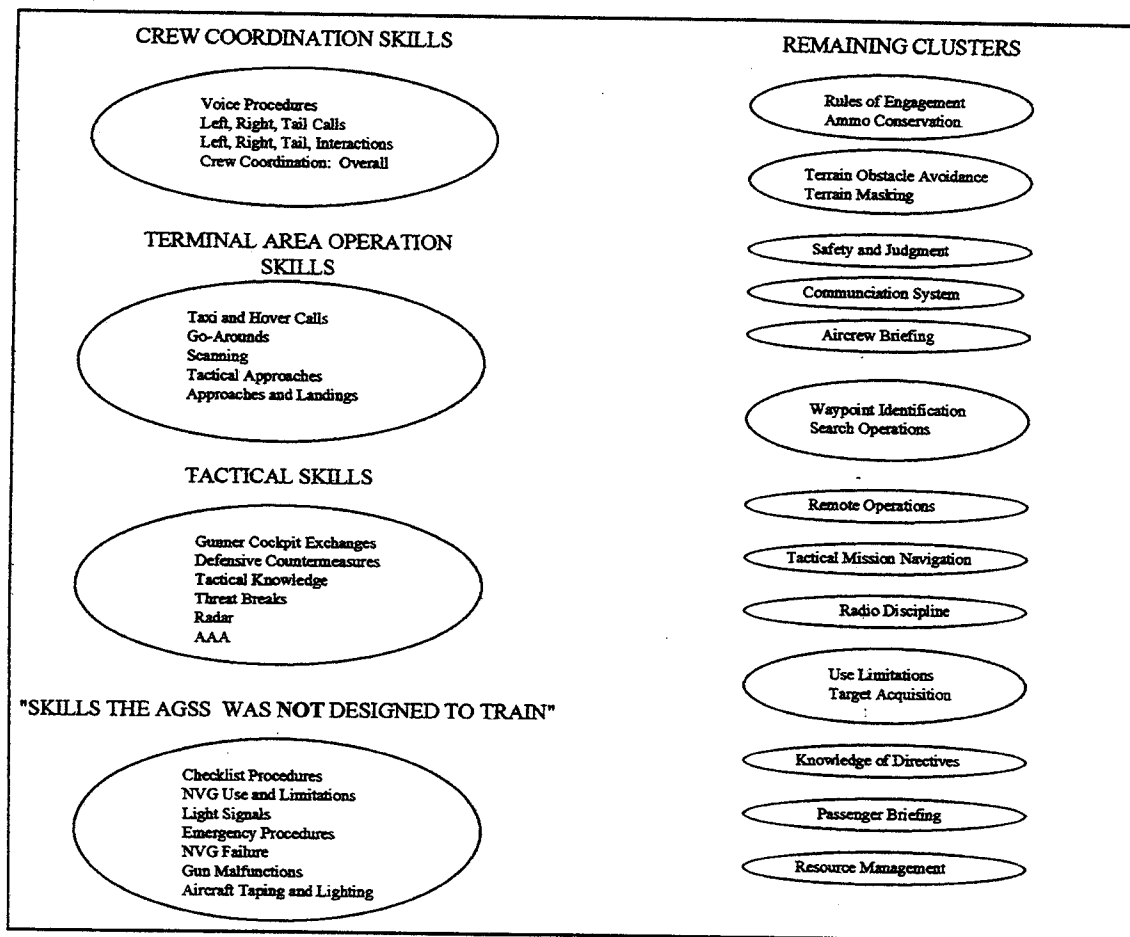 CREW COORDINATION SKILLS
Voice Procedures
Left, Right, Tail Calls
Left, Right, Tail, Interactions
Crew Coordination: Overall
TERMINAL AREA OPERATION
SKILLS
Taxi and Hover Calls
Go-Arounds
Scanning
Tactical Approaches
Approaches and Landings
TACTICAL SKILLS
Gunner Cockpit Exchanges
Defensive Countermeasures
Tactical Knowledge
Threat Breaks
Radar
AAA
"SKILLS THE AGSS WAS NOT DESIGNED TO TRAIN"
Checklist Procedures
NVG Use and Limitations
Light Signals
Emergency Procedures
NVG Failure
Gun Malfunctions
Aircraft Taping and Lighting
REMAINING CLUSTERS
Rules of Engagement
Ammo Conservation
Terrain Obstacle Avoidance
Terrain Masking
Safety and Judgment
Communciation System
Aircrew Briefing
Waypoint Identification
Search Operations
Remote Operations
Tactical Mission Navigation
Radio Discipline
Use Limitations
Target Acquisition
Knowledge of Directives
Passenger Briefing
Resource Management